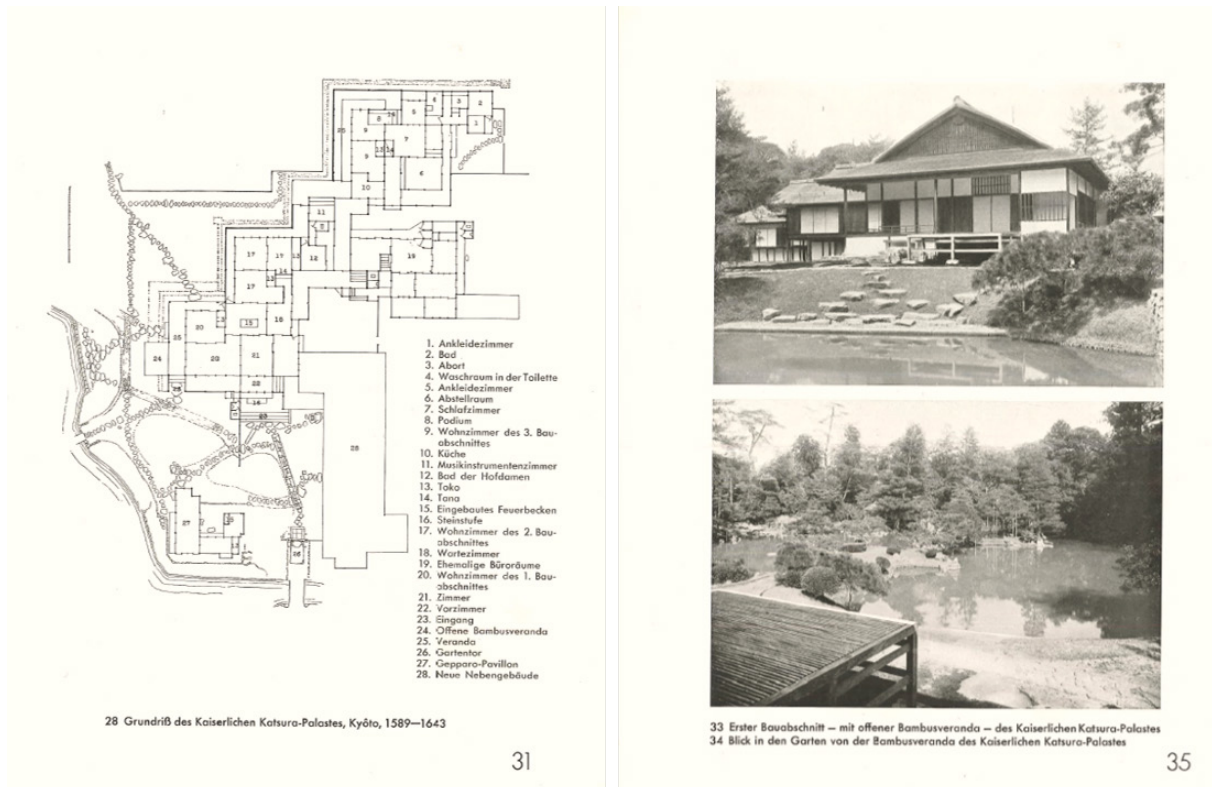 1. Ankleidezimmer
2. Bad
3. Abort
4. Waschraum in der Toilette
5. Ankleidezimmer
6. Abstellraum
7. Schlafzimmer
8. Podium
9. Wohnzimmer des 3. Bau-
abschnittes
10. Küche
11. Musikinstrumentenzimmer
12. Bad der Hofdamen
13. Toko
14. Tana
15. Eingebautes Feuerbecken
16. Steinstufe
17. Wohnzimmer des 2. Bau-
abschnittes
18. Wartezimmer
19. Ehemalige Büroräume
20. Wohnzimmer des 1. Bau-
abschnittes
21. Zimmer
22. Vorzimmer
23. Eingang
24. Offene Bambusveranda
25. Veranda
26. Gartentor
27. Gepparo-Pavillon
28. Neue Nebengebäude
28 Grundriß des Kaiserlichen Katsura-Palastes, Kyôto, 1589—1643
31
33 Erster Bauabschnitt — mit offener Bambusveranda — des Kaiserlichen Katsura-Palastes
34 Blick in den Garten von der Bambusveranda des Kaiserlichen Katsura-Palastes
35